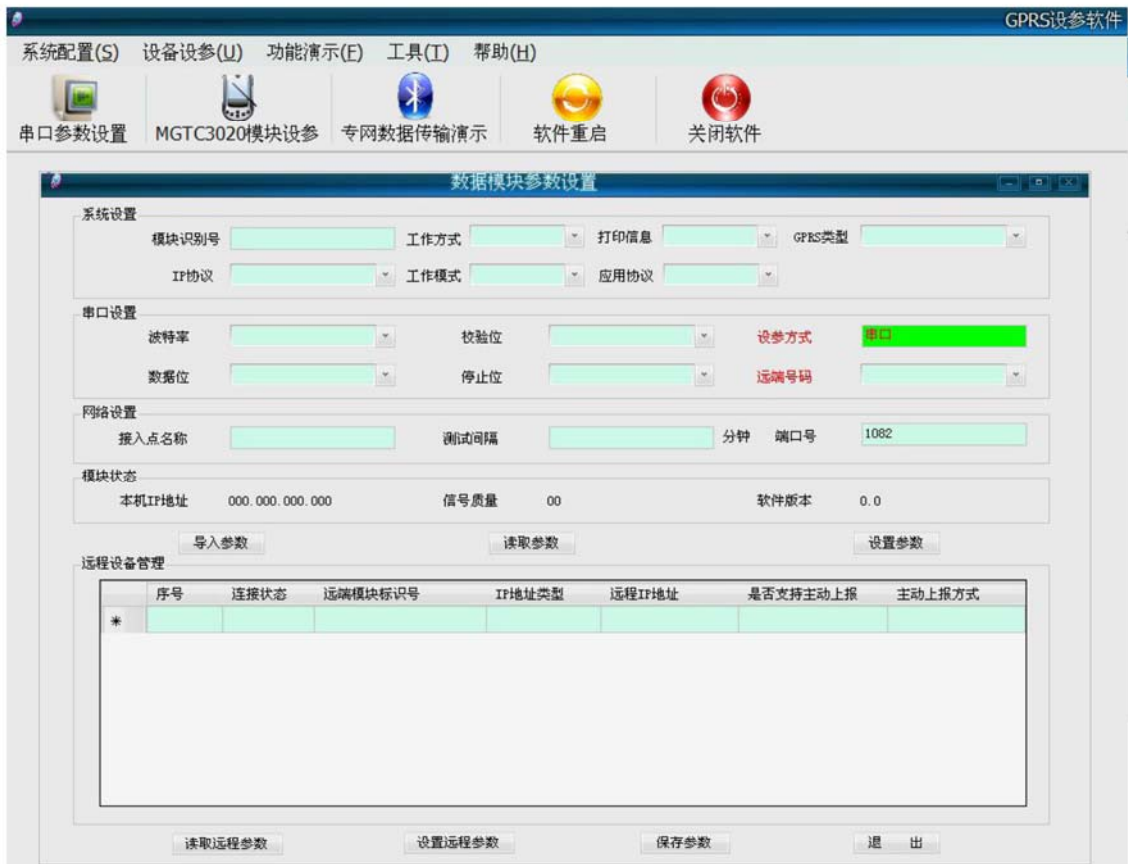 GPRS设参软件
系统配置(S) 设备设参(U) 功能演示(F) 工具(T) 帮助(H)
串口参数设置 MGTC3020模块设参 专网数据传输演示 软件重启 关闭软件
数据模块参数设置
系统设置
模块识别号 工作方式 打印信息 GPRS类型
IP协议 工作模式 应用协议
串口设置
波特率 校验位 设参方式 串口
数据位 停止位 远端号码
网络设置
接入点名称 测试间隔 分钟 端口号 1082
模块状态
本机IP地址 000.000.000.000 信号质量 00 软件版本 0.0
导入参数 读取参数 设置参数
远程设备管理
序号 连接状态 远端模块标识号 IP地址类型 远程IP地址 是否支持主动上报 主动上报方式
*
读取远程参数 设置远程参数 保存参数 退 出